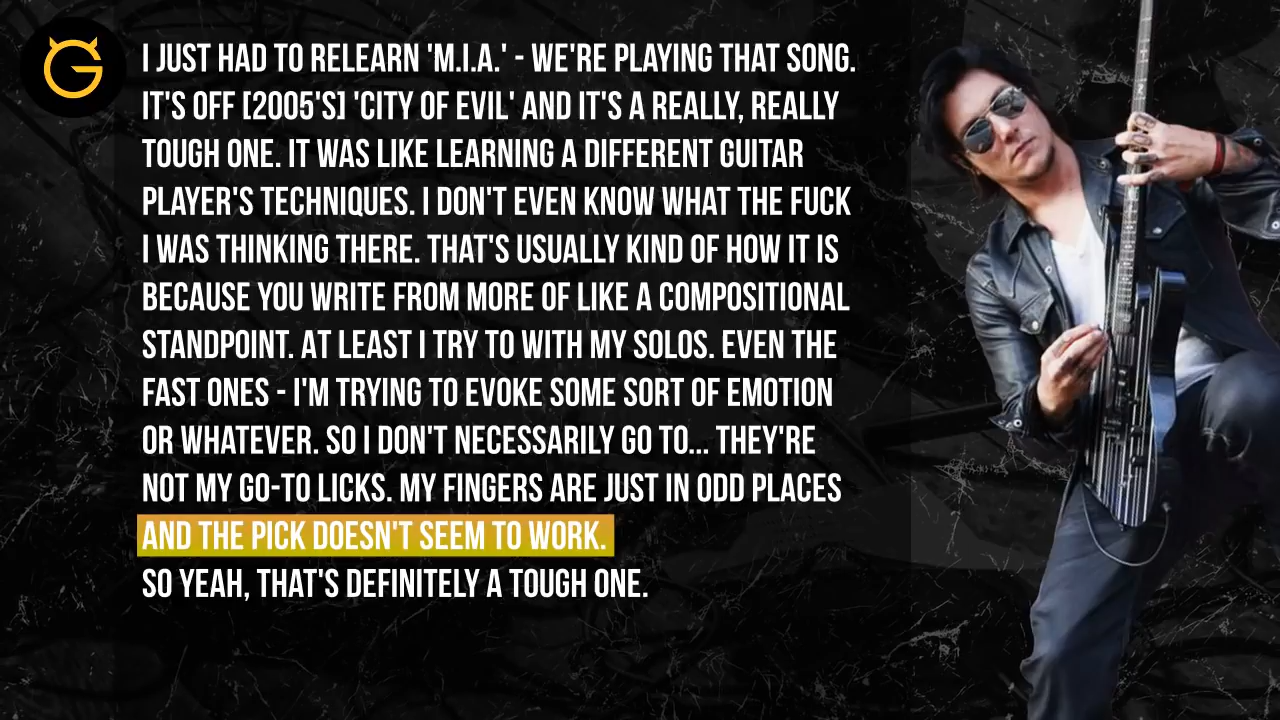 I JUST HAD TO RELEARN 'M.I.A.' - WE'RE PLAYING THAT SONG.
IT'S OFF [2005'S] 'CITY OF EVIL' AND IT'S A REALLY, REALLY
TOUGH ONE. IT WAS LIKE LEARNING A DIFFERENT GUITAR
PLAYER'S TECHNIQUES. I DON'T EVEN KNOW WHAT THE FUCK
I WAS THINKING THERE. THAT'S USUALLY KIND OF HOW IT IS
BECAUSE YOU WRITE FROM MORE OF LIKE A COMPOSITIONAL
STANDPOINT. AT LEAST I TRY TO WITH MY SOLOS. EVEN THE
FAST ONES - I'M TRYING TO EVOKE SOME SORT OF EMOTION
OR WHATEVER. SO I DON'T NECESSARILY GO TO... THEY'RE
NOT MY GO-TO LICKS. MY FINGERS ARE JUST IN ODD PLACES
AND THE PICK DOESN'T SEEM TO WORK.
SO YEAH, THAT'S DEFINITELY A TOUGH ONE.